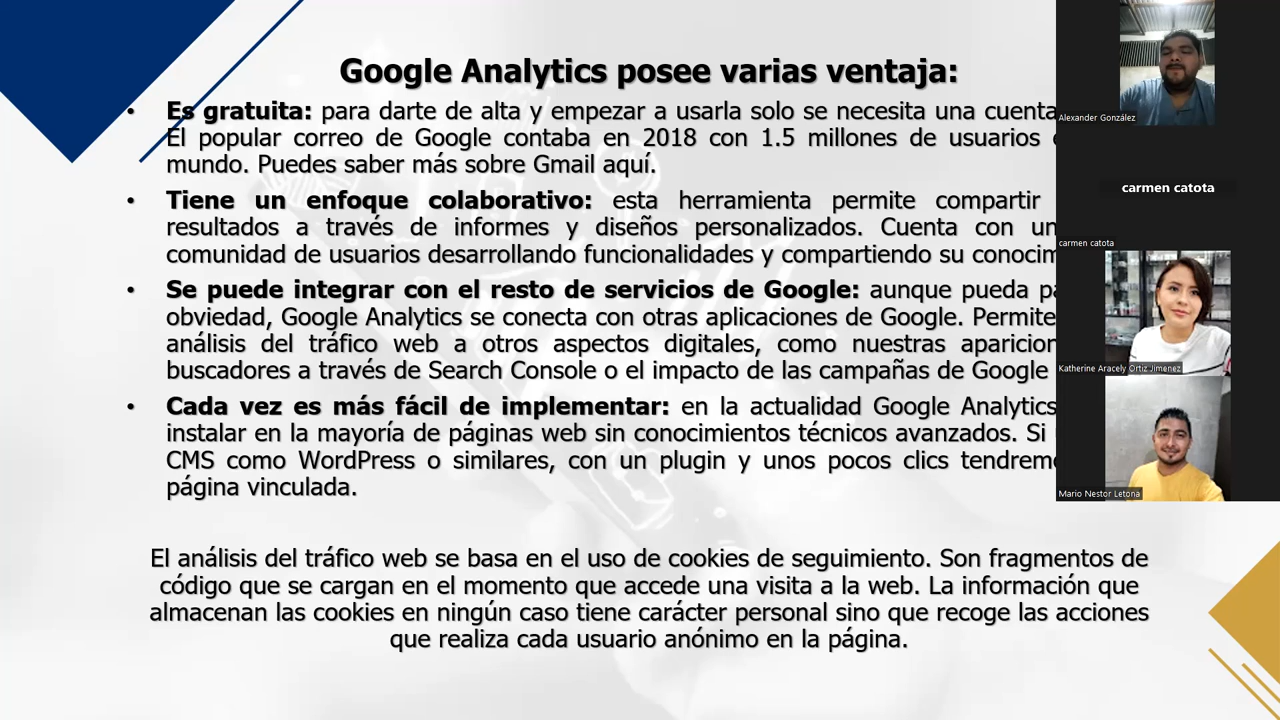 Google Analytics posee varias ventaja:
• Es gratuita: para darte de alta y empezar a usarla solo se necesita una cuenta
El popular correo de Google contaba en 2018 con 1.5 millones de usuarios
mundo. Puedes saber más sobre Gmail aquí.
• Tiene un enfoque colaborativo: esta herramienta permite compartir
resultados a través de informes y diseños personalizados. Cuenta con
comunidad de usuarios desarrollando funcionalidades y compartiendo su
• Se puede integrar con el resto de servicios de Google: aunque pueda
obviedad, Google Analytics se conecta con otras aplicaciones de Google. Permite
análisis del tráfico web a otros aspectos digitales, como nuestras
buscadores a través de Search Console o el impacto de las campañas de Google
• Cada vez es más fácil de implementar: en la actualidad Google Analytics
instalar en la mayoría de páginas web sin conocimientos técnicos avanzados. Si
CMS como WordPress o similares, con un plugin y unos pocos clics
página vinculada.
El análisis del tráfico web se basa en el uso de cookies de seguimiento. Son fragmentos de
código que se cargan en el momento que accede una visita a la web. La información que
almacenan las cookies en ningún caso tiene carácter personal sino que recoge las acciones
que realiza cada usuario anónimo en la página.
Alexander González
carmen catota
carmen catota
Katherine Aracely Ortiz Jimenez
Mario Nestor Letona